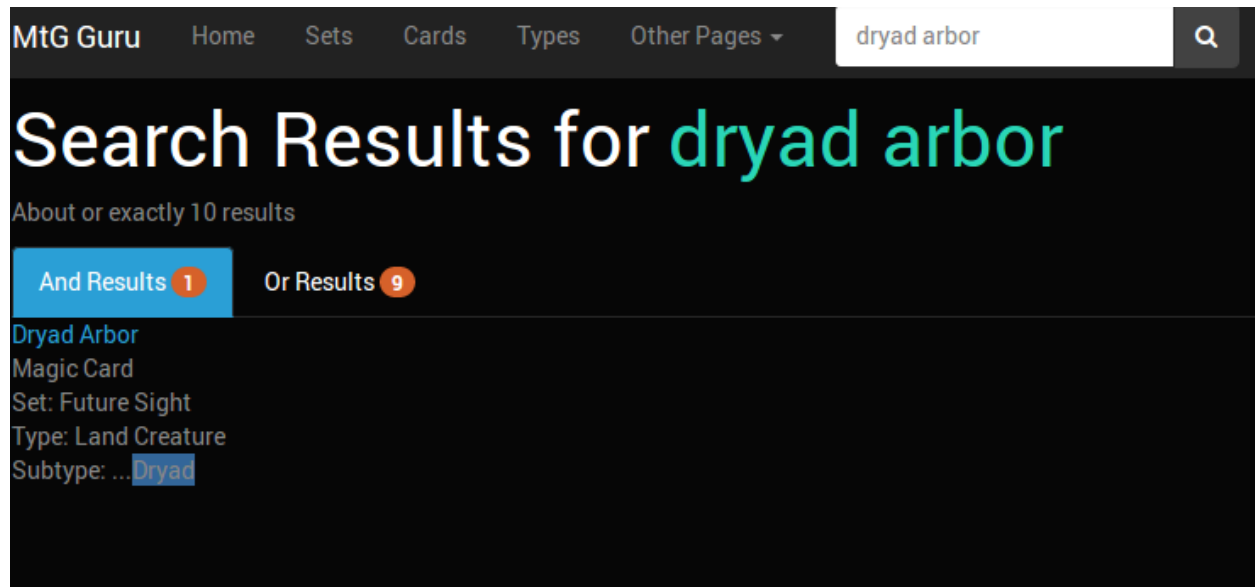 MtG Guru Home Sets Cards Types Other Pages dryad arbor
Search Results for dryad arbor
About or exactly 10 results
And Results 1 Or Results 9
Dryad Arbor
Magic Card
Set: Future Sight
Type: Land Creature
Subtype: ...Dryad